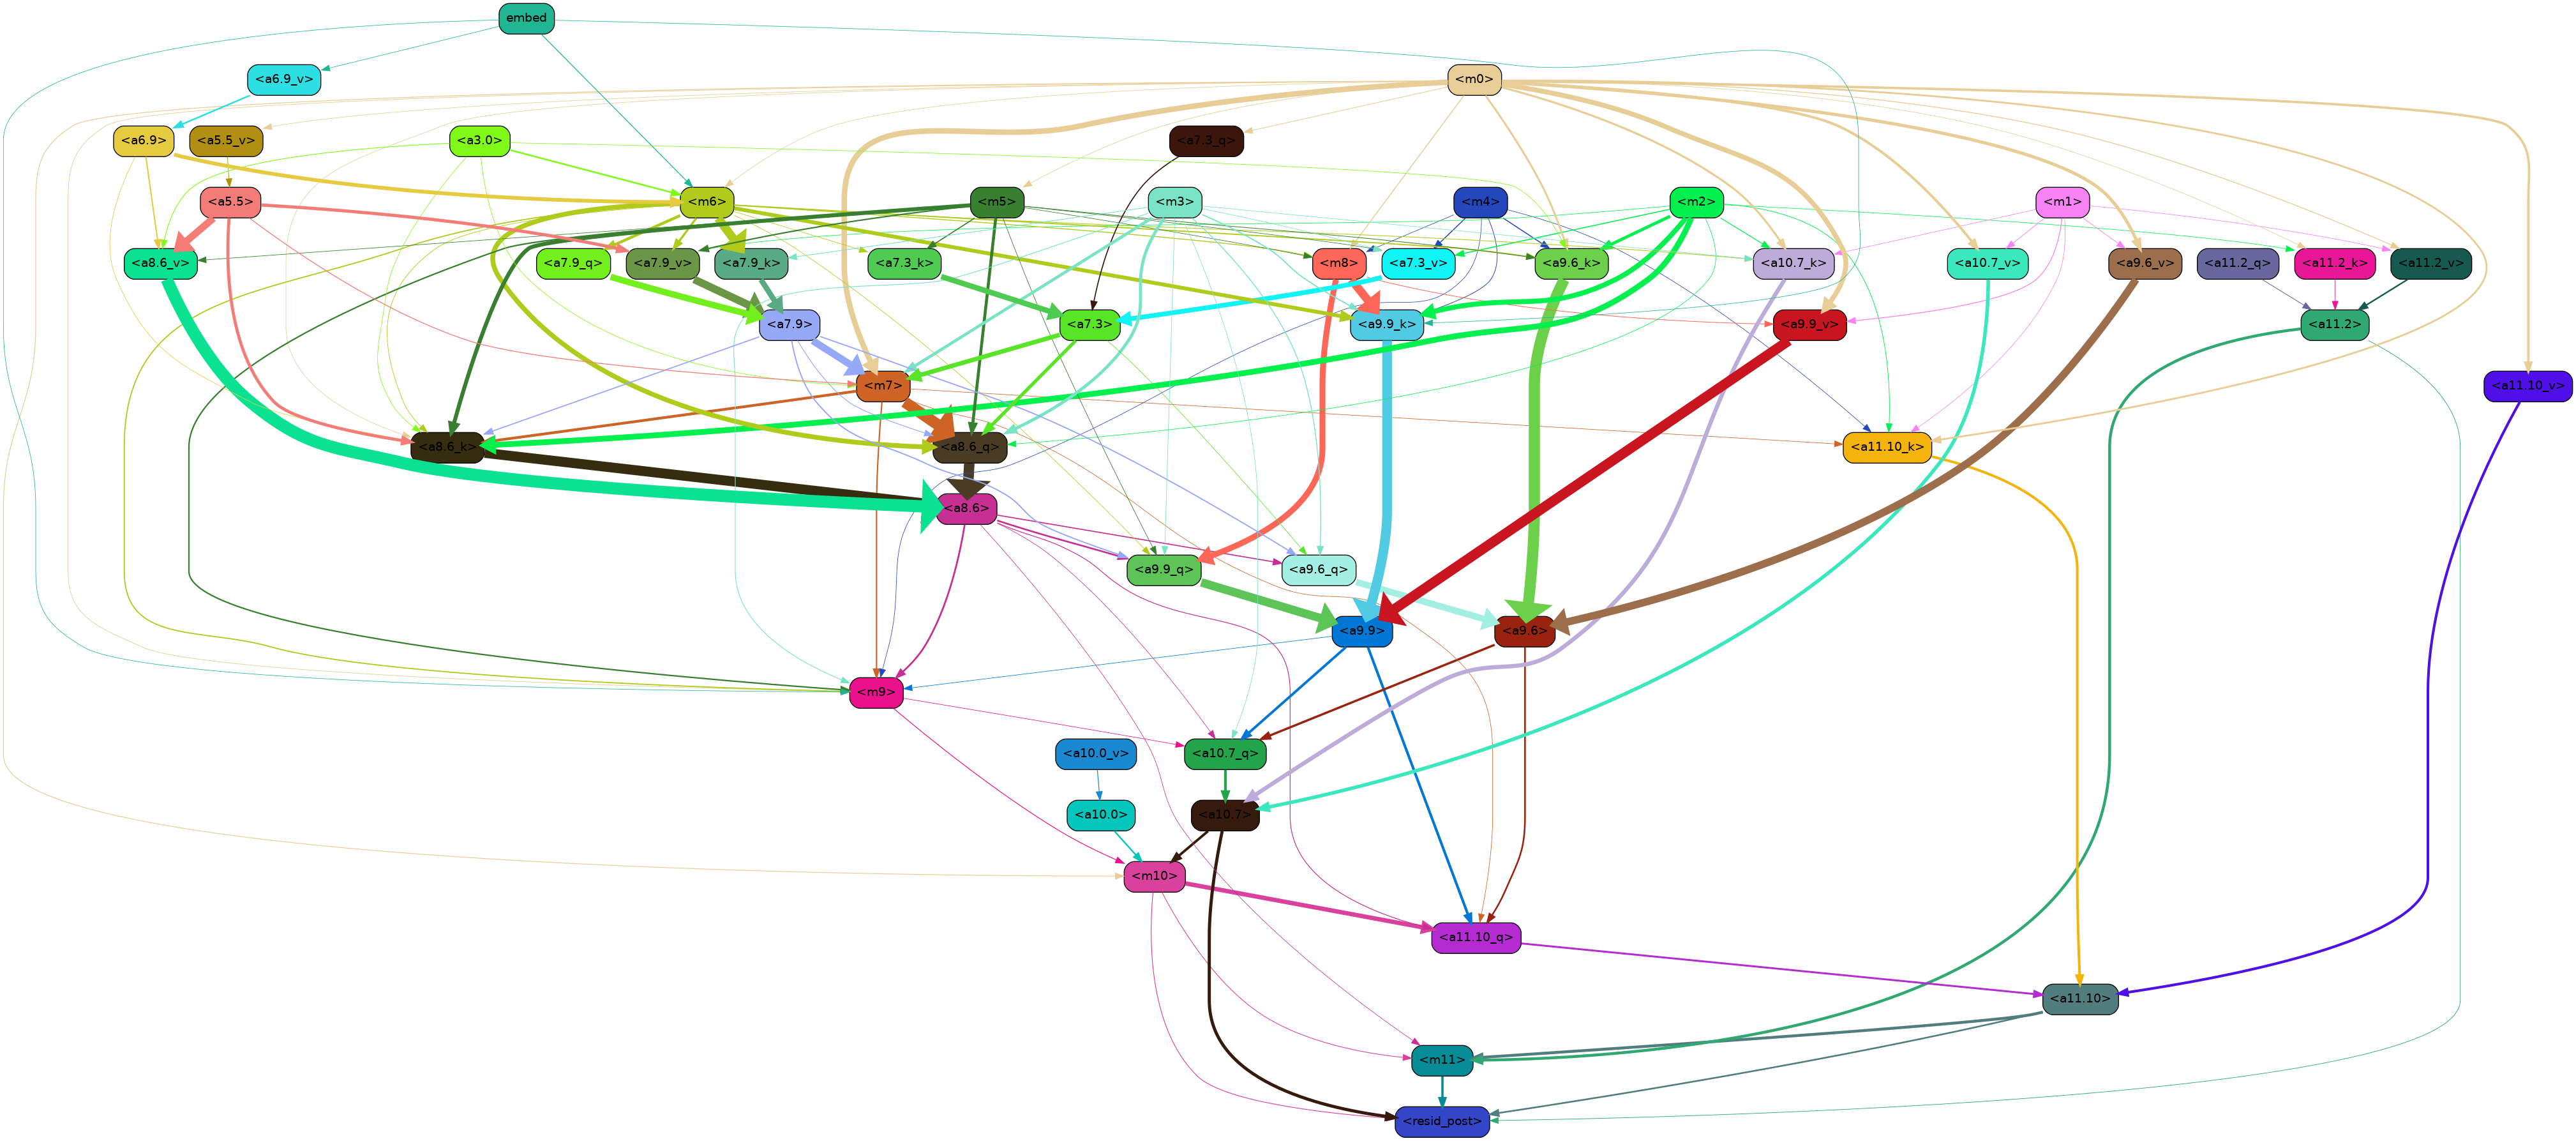 embed
<a6.9_v>
<m0>
<a6.9>
<a5.5_v>
<a3.0>
<a7.3_q>
<a5.5>
<m6>
<m5>
<m3>
<m4>
<m2>
<m1>
<a8.6_v>
<a7.9_q>
<a7.9_v>
<a7.9_k>
<a7.3_k>
<m8>
<a7.3_v>
<a9.6_k>
<a10.7_k>
<a10.7_v>
<a9.6_v>
<a11.2_q>
<a11.2_k>
<a11.2_v>
<a7.9>
<a7.3>
<a9.9_k>
<a9.9_v>
<a11.2>
<m7>
<a11.10_v>
<a8.6_k>
<a8.6_q>
<a11.10_k>
<a8.6>
<a9.9_q>
<a9.6_q>
<a9.9>
<a9.6>
<m9>
<a10.0_v>
<a10.7_q>
<a10.0>
<a10.7>
<m10>
<a11.10_q>
<a11.10>
<m11>
<resid_post>